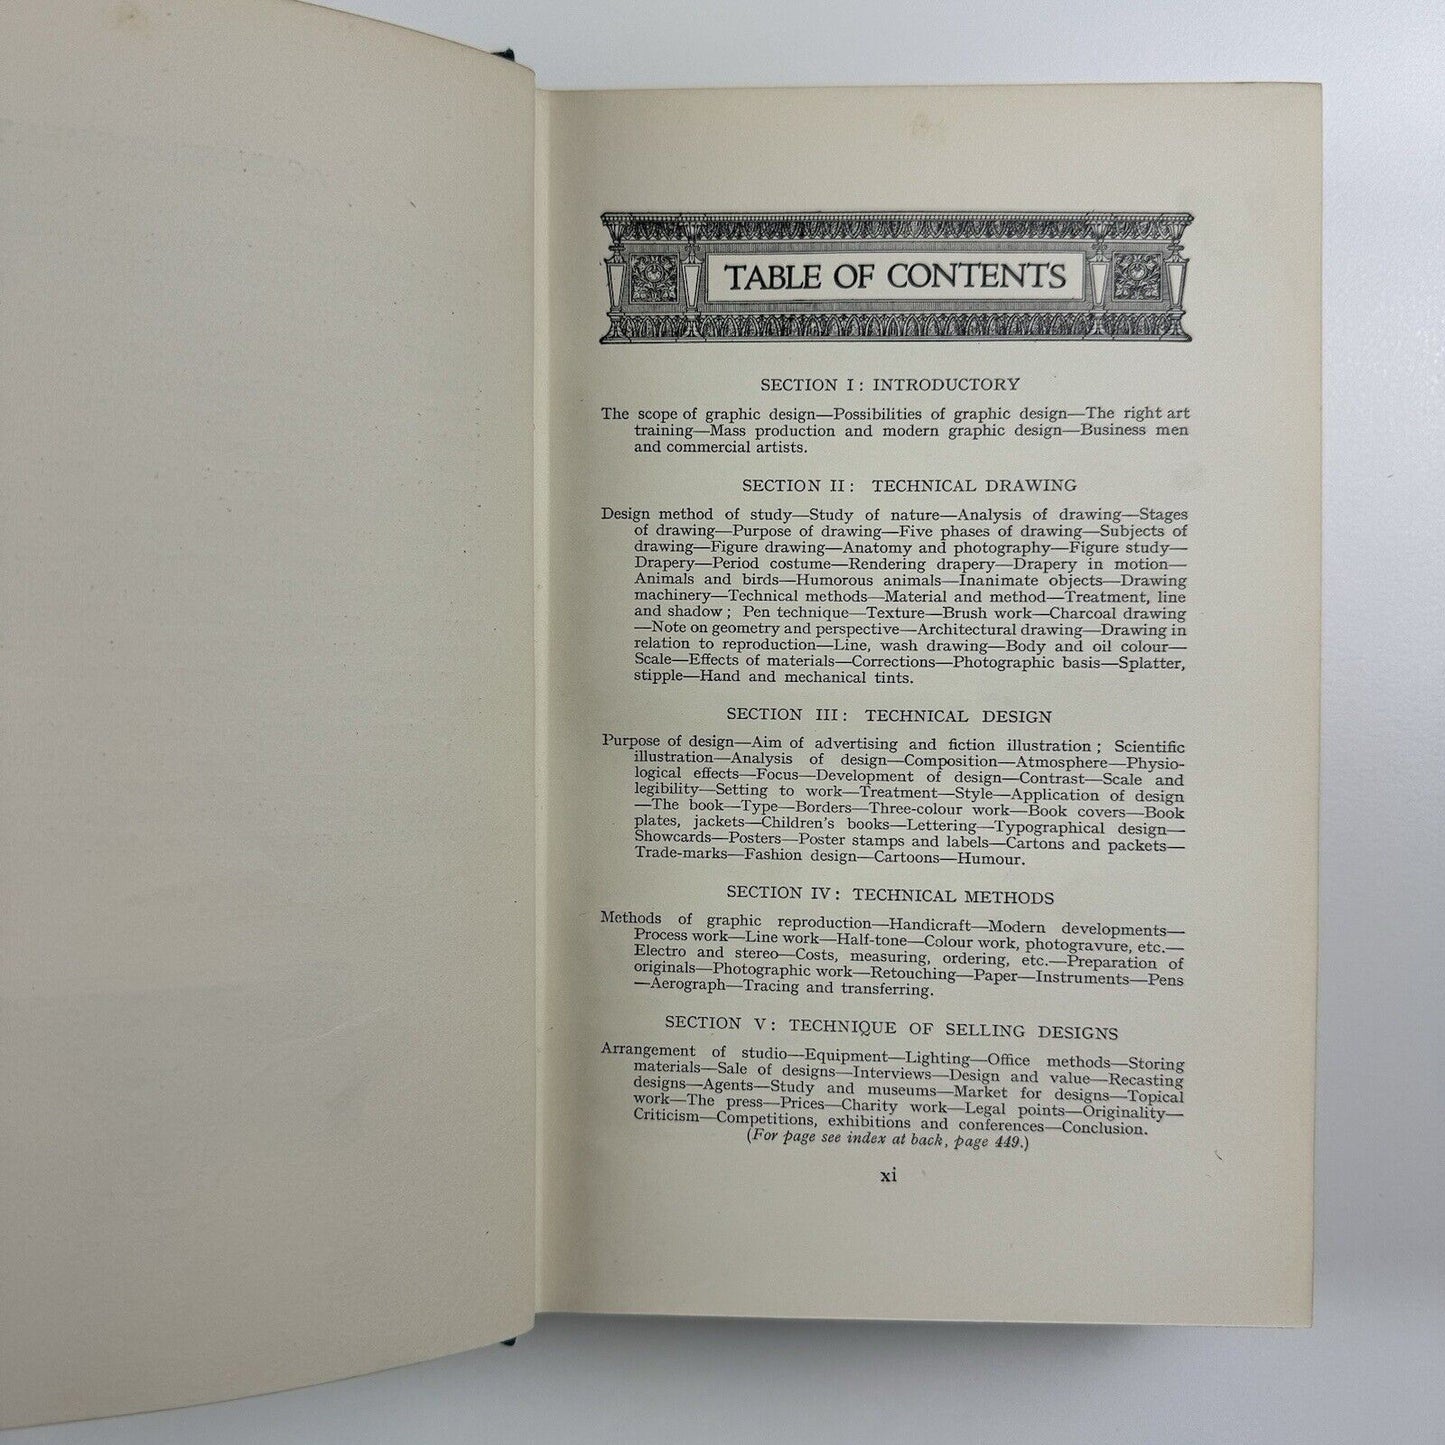 TABLE OF CONTENTS
SECTION I: INTRODUCTORY
The scope of graphic design—Possibilities of graphic design—The right art
training—Mass production and modern graphic design—Business men
and commercial artists.
SECTION II: TECHNICAL DRAWING
Design method of study—Study of nature—Analysis of drawing—Stages
of drawing—Purpose of drawing—Five phases of drawing—Subjects of
drawing—Figure drawing—Anatomy and photography—Figure study—
Drapery—Period costume—Rendering drapery—Drapery in motion—
Animals and birds—Humorous animals—Inanimate objects—Drawing
machinery—Technical methods—Material and method—Treatment, line
and shadow; Pen technique—Texture—Brush work—Charcoal drawing
—Note on geometry and perspective—Architectural drawing—Drawing in
relation to reproduction—Line, wash drawing—Body and oil colour—
Scale—Effects of materials—Corrections—Photographic basis—Splatter,
stipple—Hand and mechanical tints.
SECTION III: TECHNICAL DESIGN
Purpose of design—Aim of advertising and fiction illustration; Scientific
illustration—Analysis of design—Composition—Atmosphere—Physio-
logical effects—Focus—Development of design—Contrast—Scale and
legibility—Setting to work—Treatment—Style—Application of design
—The book—Type—Borders—Three-colour work—Book covers—Book
plates, jackets—Children's books—Lettering—Typographical design—
Showcards—Posters—Poster stamps and labels—Cartons and packets—
Trade-marks—Fashion design—Cartoons—Humour.
SECTION IV: TECHNICAL METHODS
Methods of graphic reproduction—Handicraft—Modern developments—
Process work—Line work—Half-tone—Colour work, photogravure, etc.—
Electro and stereo—Costs, measuring, ordering, etc.—Preparation of
originals—Photographic work—Retouching—Paper—Instruments—Pens
—Aerograph—Tracing and transferring.
SECTION V: TECHNIQUE OF SELLING DESIGNS
Arrangement of studio—Equipment—Lighting—Office methods—Storing
materials—Sale of designs—Interviews—Design and value—Recasting
designs—Agents—Study and museums—Market for designs—Topical
work—The press—Prices—Charity work—Legal points—Originality—
Criticism—Competitions, exhibitions and conferences—Conclusion.
(For page see index at back, page 449.)
xi